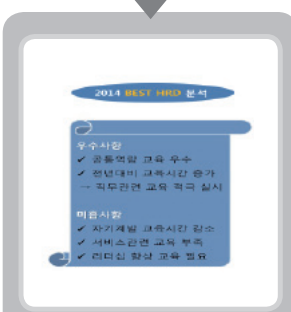 2014 BEST HRD 분석
우수사항
✓ 공통역량 교육 우수
✓ 전년대비 교육시간 증가
→ 직무관련 교육 적극 실시
미흡사항
✓ 자기계발 교육시간 감소
✓ 서비스관련 교육 부족
✓ 리더십 향상 교육 필요